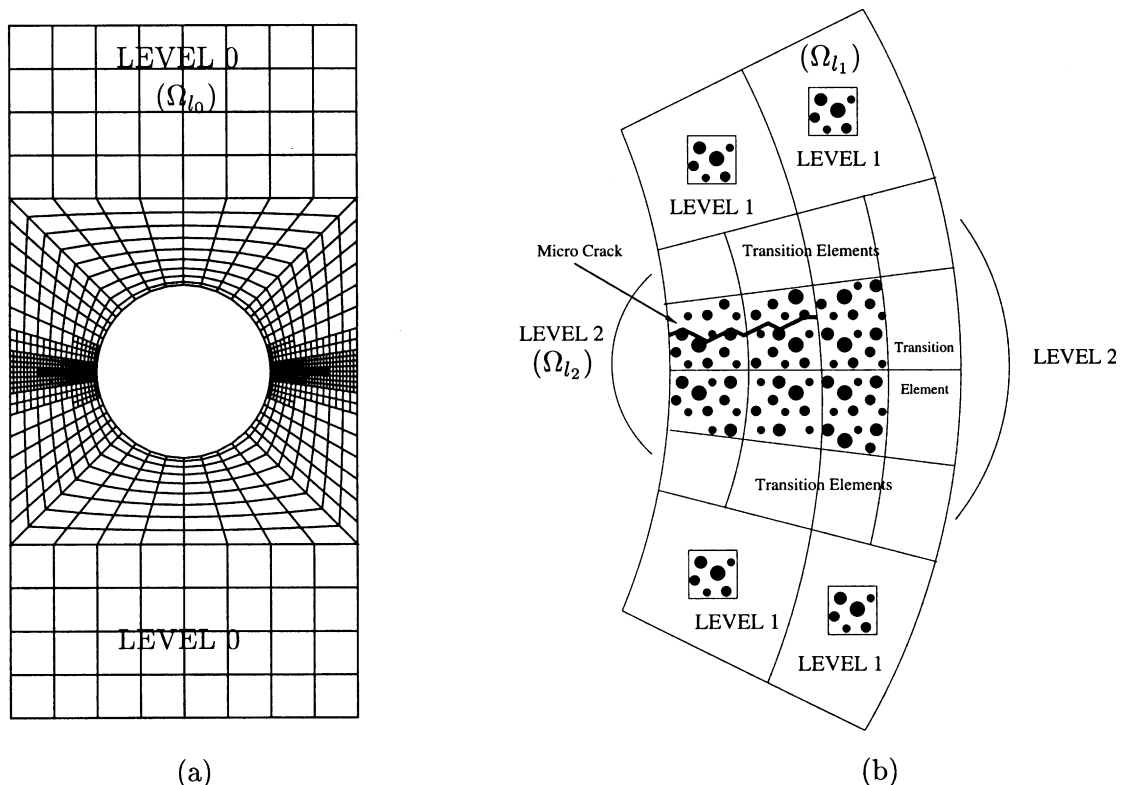 LEVEL 0
(Ω_{l_0})
LEVEL 0
(a)
(Ω_{l_1})
LEVEL 1
LEVEL 1
Transition Elements
Micro Crack
LEVEL 2
(Ω_{l_2})
Transition
Element
LEVEL 2
Transition Elements
LEVEL 1
LEVEL 1
(b)